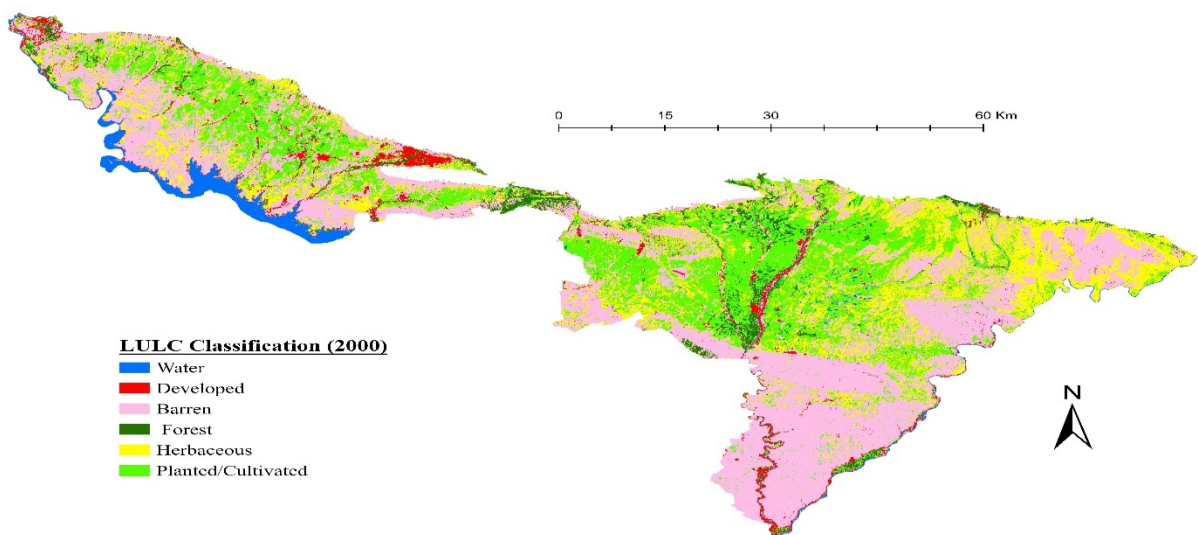 0 15 30 60 Km
LULC Classification (2000)
Water
Developed
Barren
Forest
Herbaceous
Planted/Cultivated
N